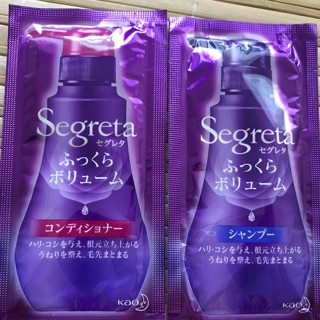 Segreta
セグレタ
ふっくら
ボリューム
コンディショナー
ハリ・コシを与え、根元立ち上がる
うねりを整え、毛先まとまる
Kao
Segreta
セグレタ
ふっくら
ボリューム
シャンプー
ハリ・コシを与え、根元立ち上がる
うねりを整え、毛先まとまる
Kao